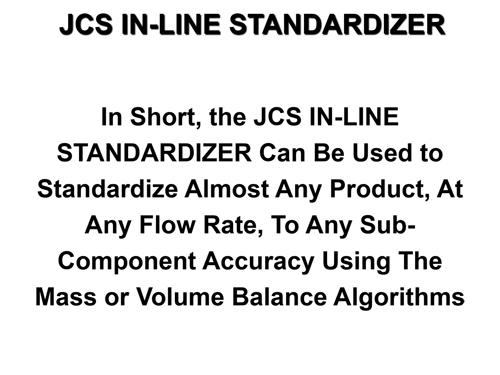 JCS IN-LINE STANDARDIZER
In Short, the JCS IN-LINE
STANDARDIZER Can Be Used to
Standardize Almost Any Product, At
Any Flow Rate, To Any Sub-
Component Accuracy Using The
Mass or Volume Balance Algorithms